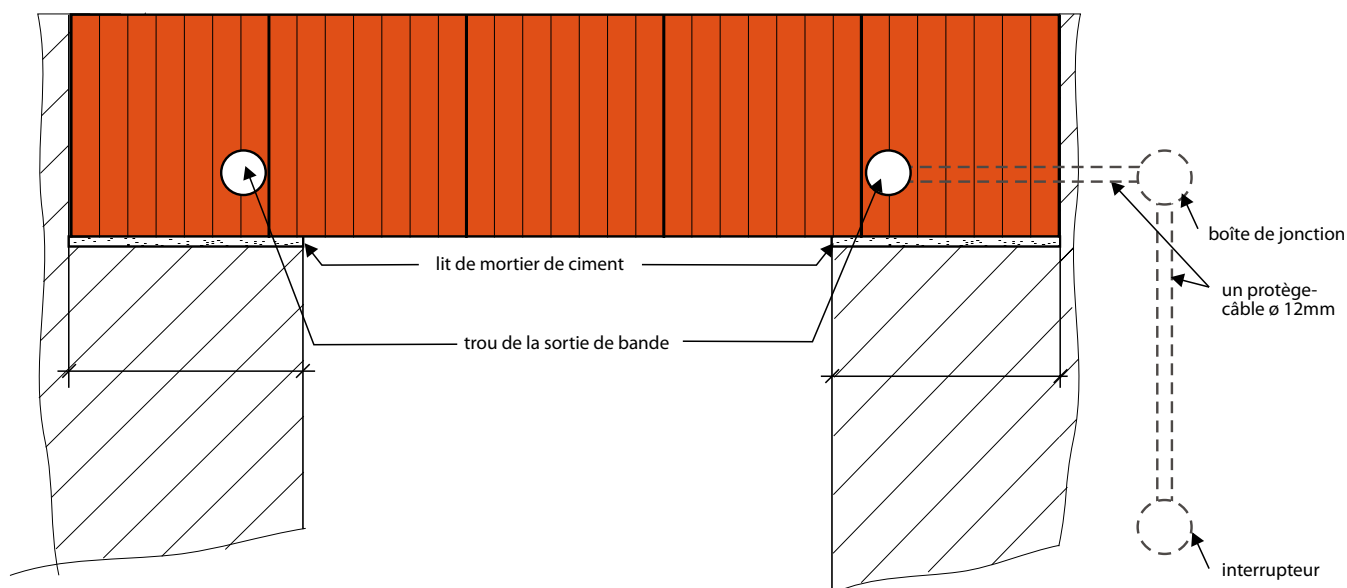 boîte de jonction
lit de mortier de ciment
un protège-
câble ø 12mm
trou de la sortie de bande
interrupteur